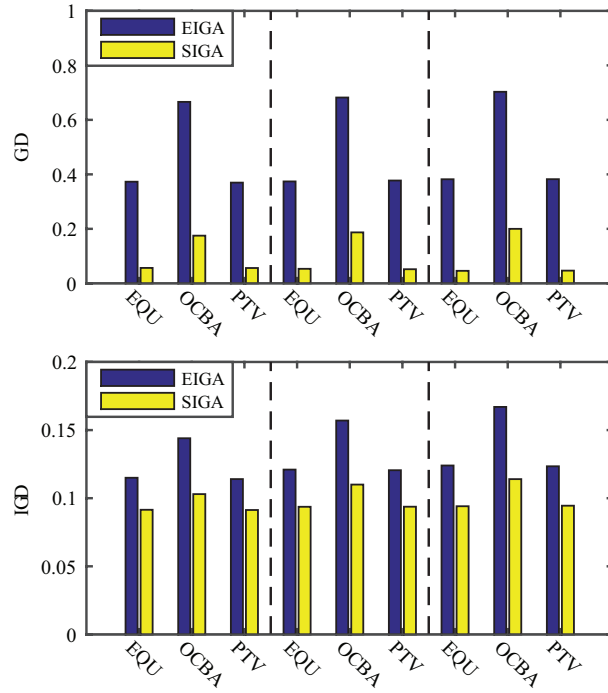 1
0.8
0.6
0.4
0.2
0
GD
EIGA
SIGA
EQU OCBA PTV EQU OCBA PTV EQU OCBA PTV
0.2
0.15
0.1
0.05
0
IGD
EIGA
SIGA
EQU OCBA PTV EQU OCBA PTV EQU OCBA PTV